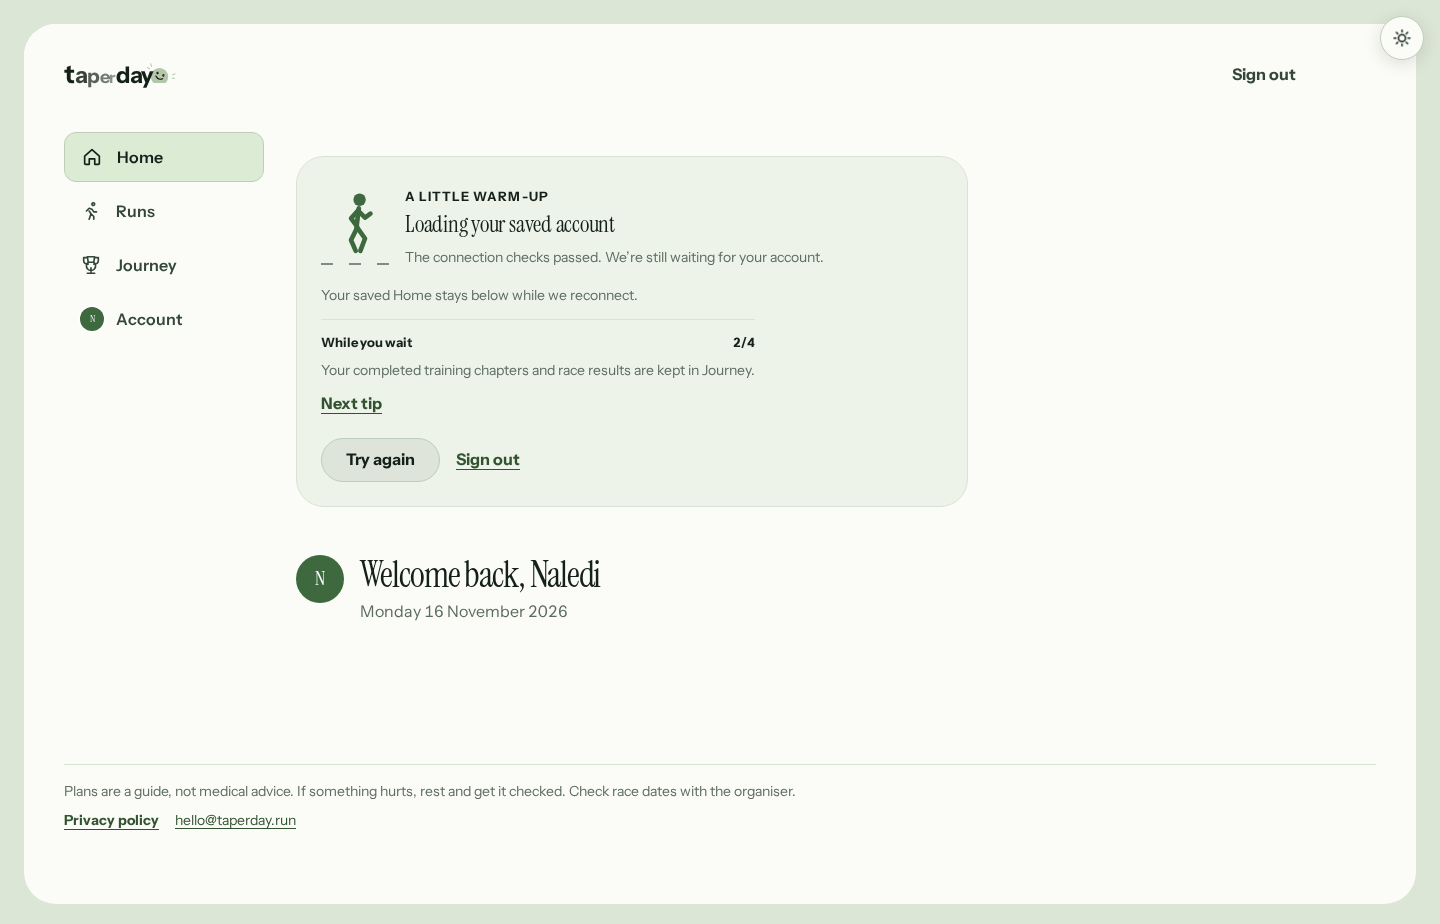 taperday
Sign out
Home
Runs
Journey
N
Account
A LITTLE WARM-UP
Loading your saved account
The connection checks passed. We're still waiting for your account.
Your saved Home stays below while we reconnect.
While you wait
2/4
Your completed training chapters and race results are kept in Journey.
Next tip
Try again
Sign out
N
Welcome back, Naledi
Monday 16 November 2026
Plans are a guide, not medical advice. If something hurts, rest and get it checked. Check race dates with the organiser.
Privacy policy
hello@taperday.run